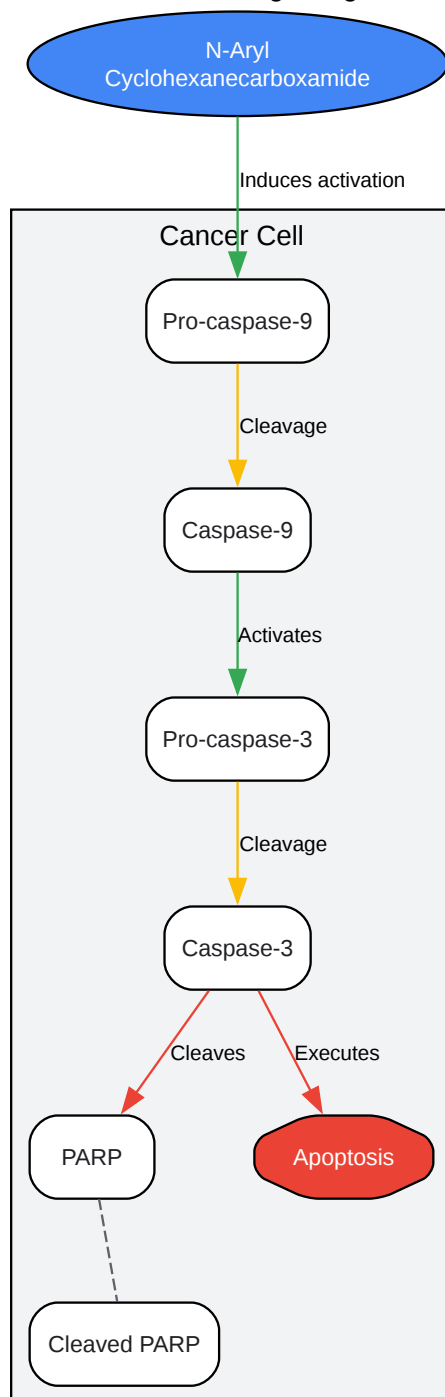 N-Aryl
Cyclohexanecarboxamide
Induces activation
Cancer Cell
Pro-caspase-9
Cleavage
Caspase-9
Activates
Pro-caspase-3
Cleavage
Caspase-3
Cleaves
Executes
PARP
Apoptosis
Cleaved PARP